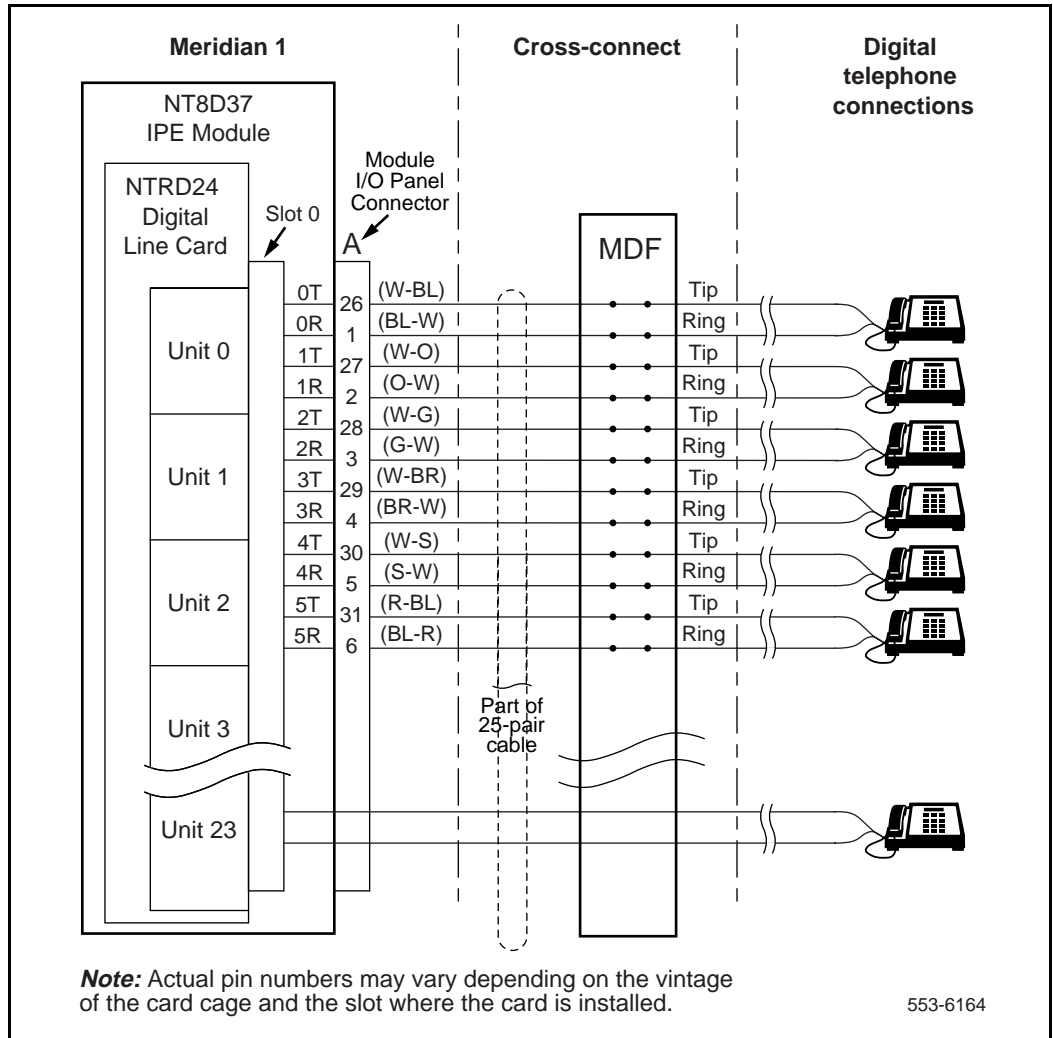 Meridian 1
Cross-connect
Digital
telephone
connections
NT8D37
IPE Module
Module
I/O Panel
Connector
NTRD24
Digital
Line Card
Slot 0
A
MDF
0T
26
(W-BL)
Tip
0R
1
(BL-W)
Ring
Unit 0
1T
27
(W-O)
Tip
1R
2
(O-W)
Ring
2T
28
(W-G)
Tip
2R
3
(G-W)
Ring
Unit 1
3T
29
(W-BR)
Tip
3R
4
(BR-W)
Ring
4T
30
(W-S)
Tip
4R
5
(S-W)
Ring
Unit 2
5T
31
(R-BL)
Tip
5R
6
(BL-R)
Ring
Unit 3
Part of
25-pair
cable
Unit 23
Note: Actual pin numbers may vary depending on the vintage
of the card cage and the slot where the card is installed.
553-6164